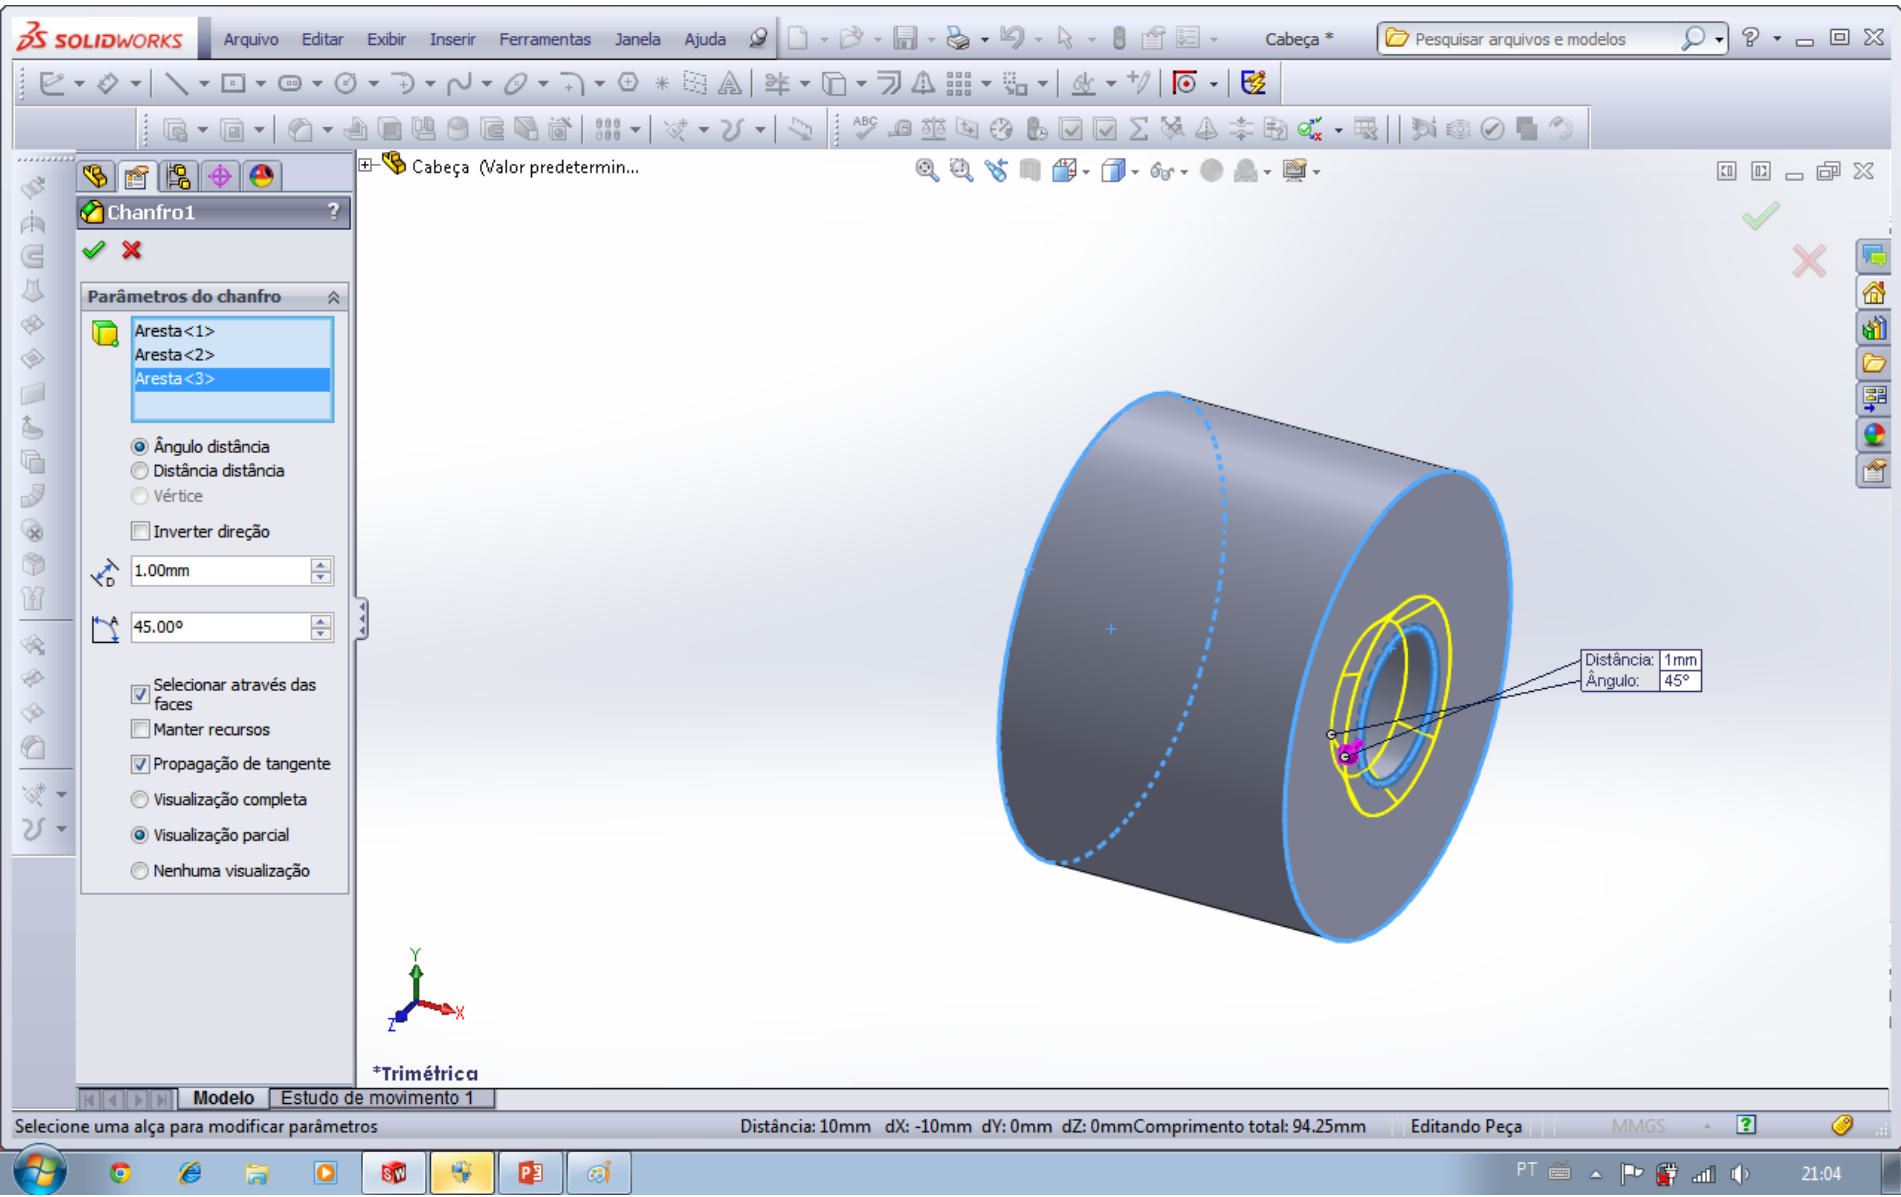 SOLIDWORKS Arquivo Editar Exibir Inserir Ferramentas Janela Ajuda Cabeça * Pesquisar arquivos e modelos ?
ABC
Cabeça (Valor predetermin...
Chanfro1 ?
Parâmetros do chanfro
Aresta<1>
Aresta<2>
Aresta<3>
Ângulo distância
Distância distância
Vértice
Inverter direção
D 1.00mm
A 45.00º
Selecionar através das
faces
Manter recursos
Propagação de tangente
Visualização completa
Visualização parcial
Nenhuma visualização
Distância: 1mm
Ângulo: 45°
Y
X
Z
*Trimétrica
Modelo Estudo de movimento 1
Selecione uma alça para modificar parâmetros Distância: 10mm dX: -10mm dY: 0mm dZ: 0mmComprimento total: 94.25mm Editando Peça MMGS ?
SW P PT 21:04